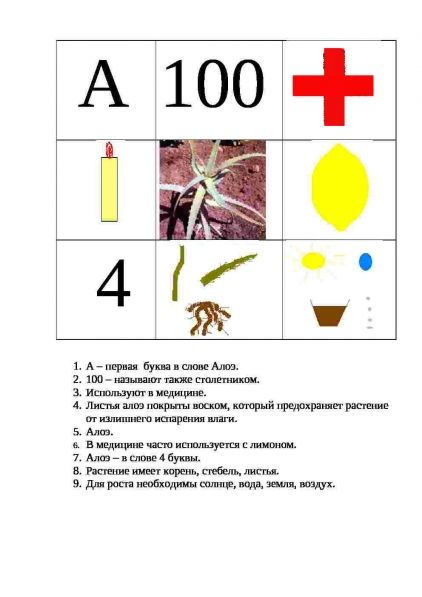 А
100
4
1. А – первая буква в слове Алоэ.
2. 100 – называют также столетником.
3. Используют в медицине.
4. Листья алоэ покрыты воском, который предохраняет растение
от излишнего испарения влаги.
5. Алоэ.
6. В медицине часто используется с лимоном.
7. Алоэ – в слове 4 буквы.
8. Растение имеет корень, стебель, листья.
9. Для роста необходимы солнце, вода, земля, воздух.